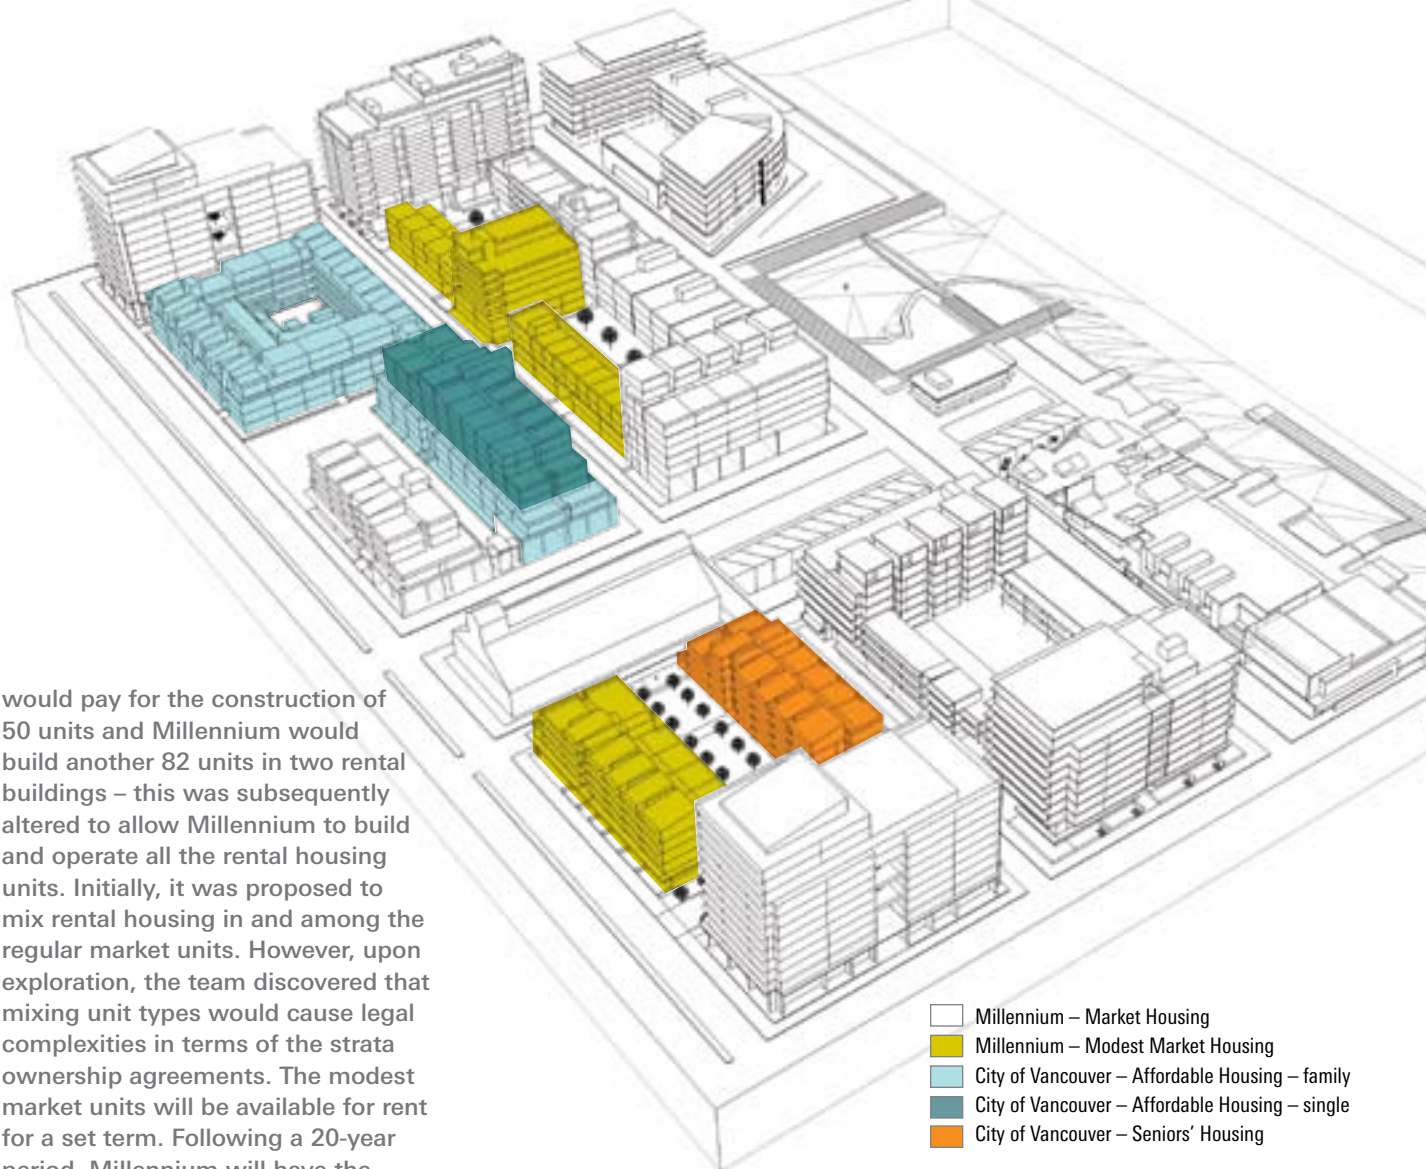 would pay for the construction of
50 units and Millennium would
build another 82 units in two rental
buildings – this was subsequently
altered to allow Millennium to build
and operate all the rental housing
units. Initially, it was proposed to
mix rental housing in and among the
regular market units. However, upon
exploration, the team discovered that
mixing unit types would cause legal
complexities in terms of the strata
ownership agreements. The modest
market units will be available for rent
for a set term. Following a 20-year
period, Millennium will have the
Millennium – Market Housing
Millennium – Modest Market Housing
City of Vancouver – Affordable Housing – family
City of Vancouver – Affordable Housing – single
City of Vancouver – Seniors’ Housing